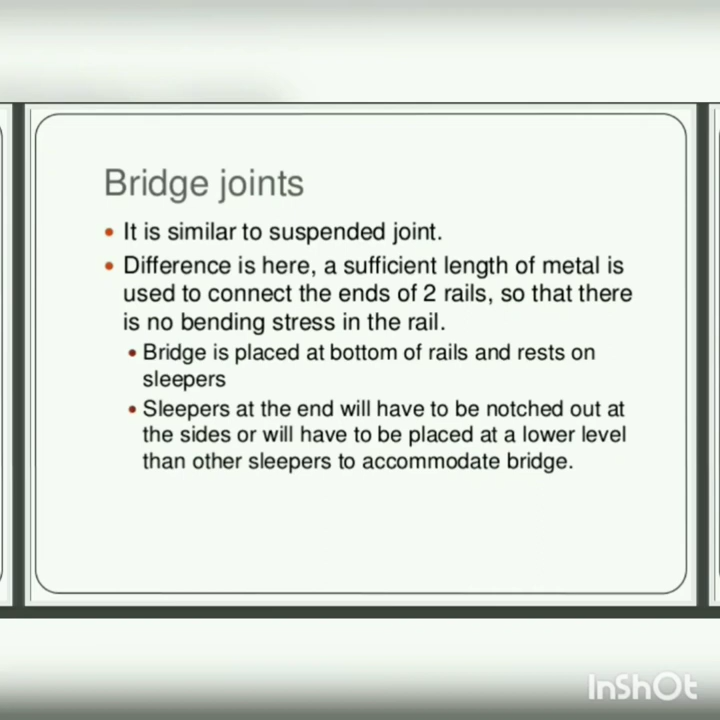 Bridge joints
• It is similar to suspended joint.
• Difference is here, a sufficient length of metal is
used to connect the ends of 2 rails, so that there
is no bending stress in the rail.
• Bridge is placed at bottom of rails and rests on
sleepers
• Sleepers at the end will have to be notched out at
the sides or will have to be placed at a lower level
than other sleepers to accommodate bridge.
InShOt